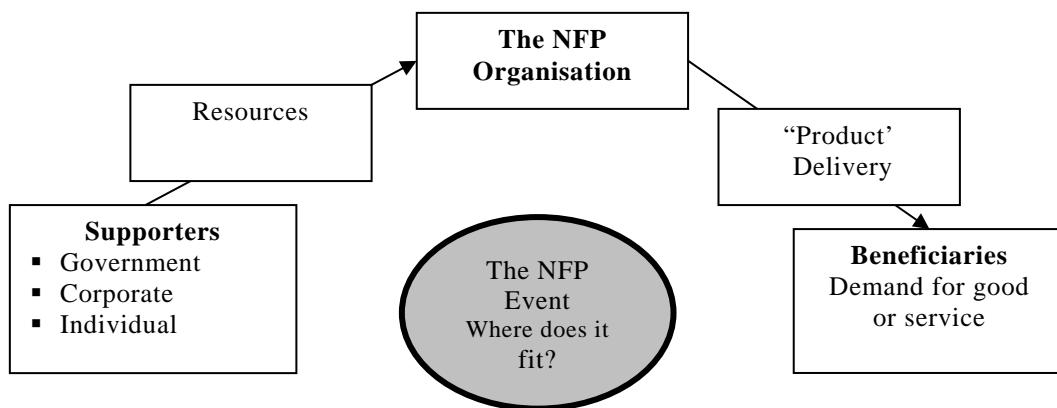 The NFP
Organisation
Resources
“Product’
Delivery
Supporters
▪ Government
▪ Corporate
▪ Individual
The NFP
Event
Where does it
fit?
Beneficiaries
Demand for good
or service